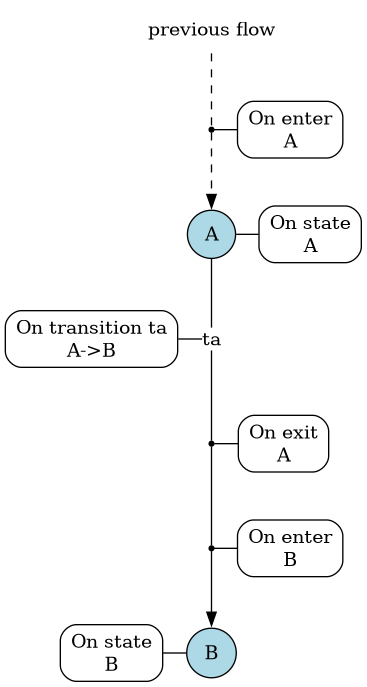 previous flow
On enter
A
A
On state
A
On transition ta
A->B
ta
On exit
A
On enter
B
On state
B
B